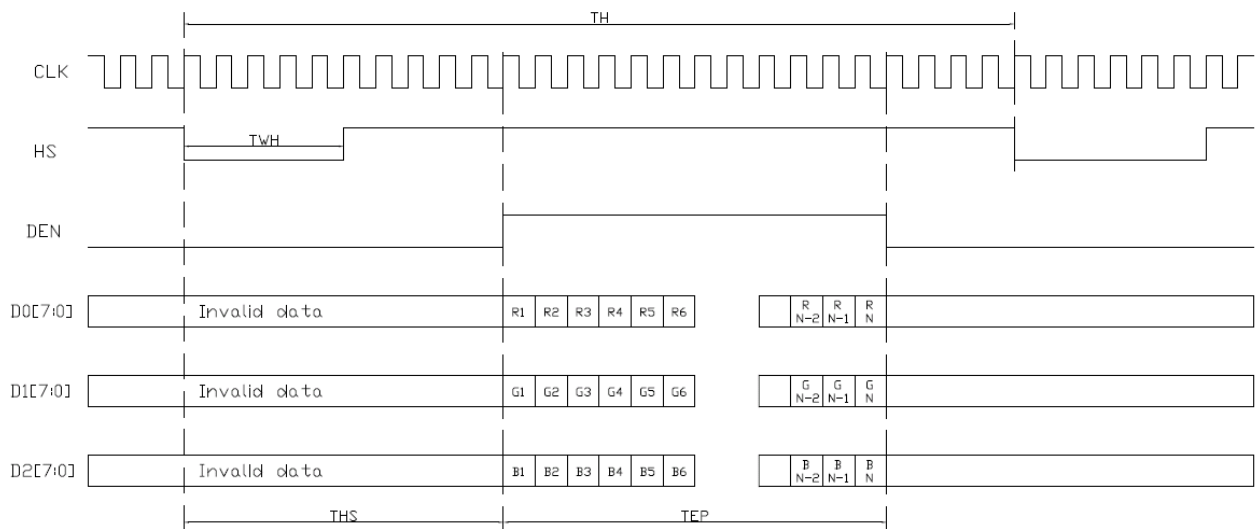 TH
CLK
HS
TWH
DEN
D0[7:0] Invalid data R1 R2 R3 R4 R5 R6 R N-2 R N-1 R N
D1[7:0] Invalid data G1 G2 G3 G4 G5 G6 G N-2 G N-1 G N
D2[7:0] Invalid data B1 B2 B3 B4 B5 B6 B N-2 B N-1 B N
THS TEP